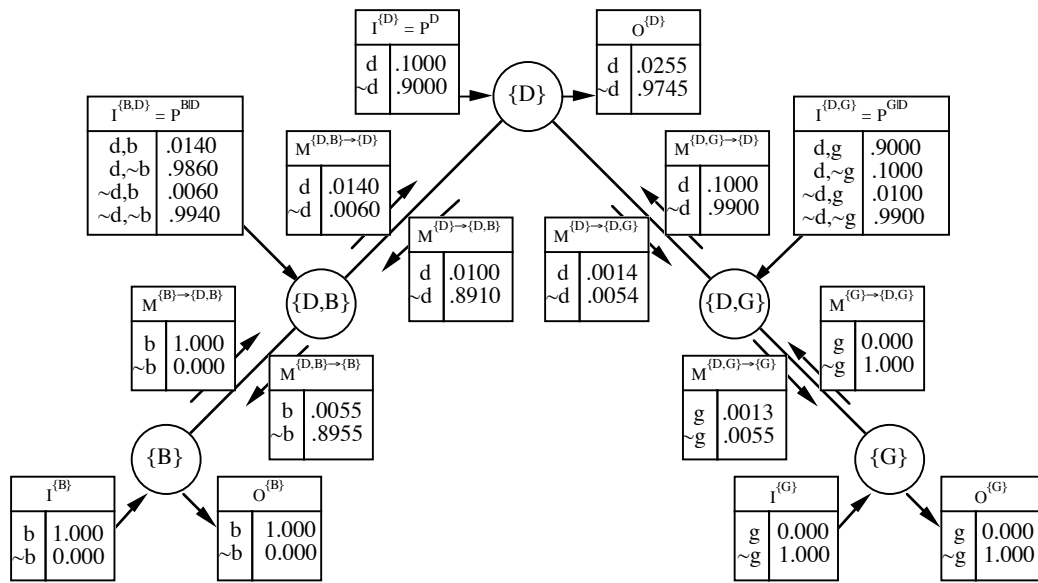 I^{D} = P^D
d .1000
~d .9000
O^{D}
d .0255
~d .9745
{D}
I^{B,D} = P^B|D
d,b .0140
d,~b .9860
~d,b .0060
~d,~b .9940
M^{D,B}→{D}
d .0140
~d .0060
M^{D,G}→{D}
d .1000
~d .9900
I^{D,G} = P^G|D
d,g .9000
d,~g .1000
~d,g .0100
~d,~g .9900
M^{D}→{D,B}
d .0100
~d .8910
M^{D}→{D,G}
d .0014
~d .0054
{D,B}
{D,G}
M^{B}→{D,B}
b 1.000
~b 0.000
M^{G}→{D,G}
g 0.000
~g 1.000
M^{D,B}→{B}
b .0055
~b .8955
M^{D,G}→{G}
g .0013
~g .0055
{B}
{G}
I^{B}
b 1.000
~b 0.000
O^{B}
b 1.000
~b 0.000
I^{G}
g 0.000
~g 1.000
O^{G}
g 0.000
~g 1.000